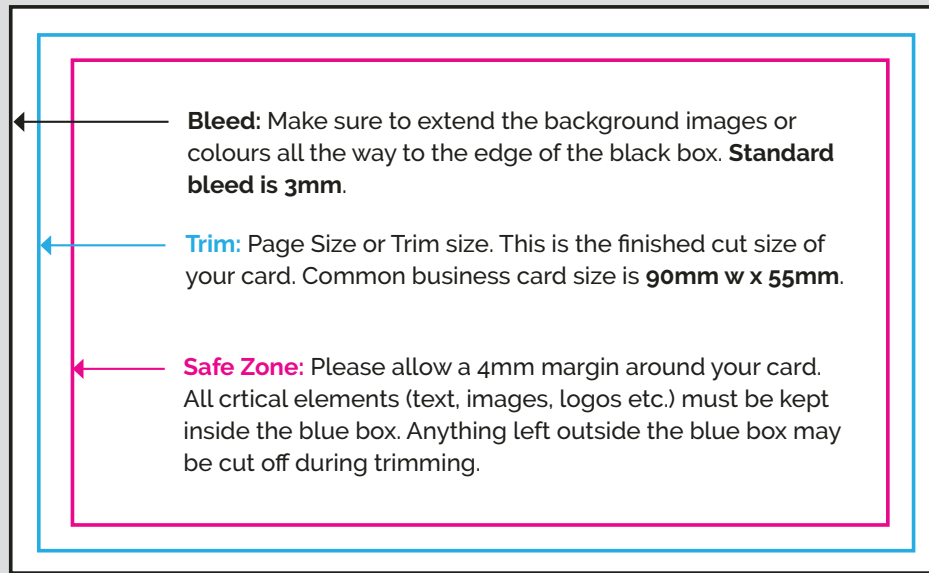 Bleed: Make sure to extend the background images or
colours all the way to the edge of the black box. Standard
bleed is 3mm.
Trim: Page Size or Trim size. This is the finished cut size of
your card. Common business card size is 90mm w x 55mm.
Safe Zone: Please allow a 4mm margin around your card.
All crtical elements (text, images, logos etc.) must be kept
inside the blue box. Anything left outside the blue box may
be cut off during trimming.